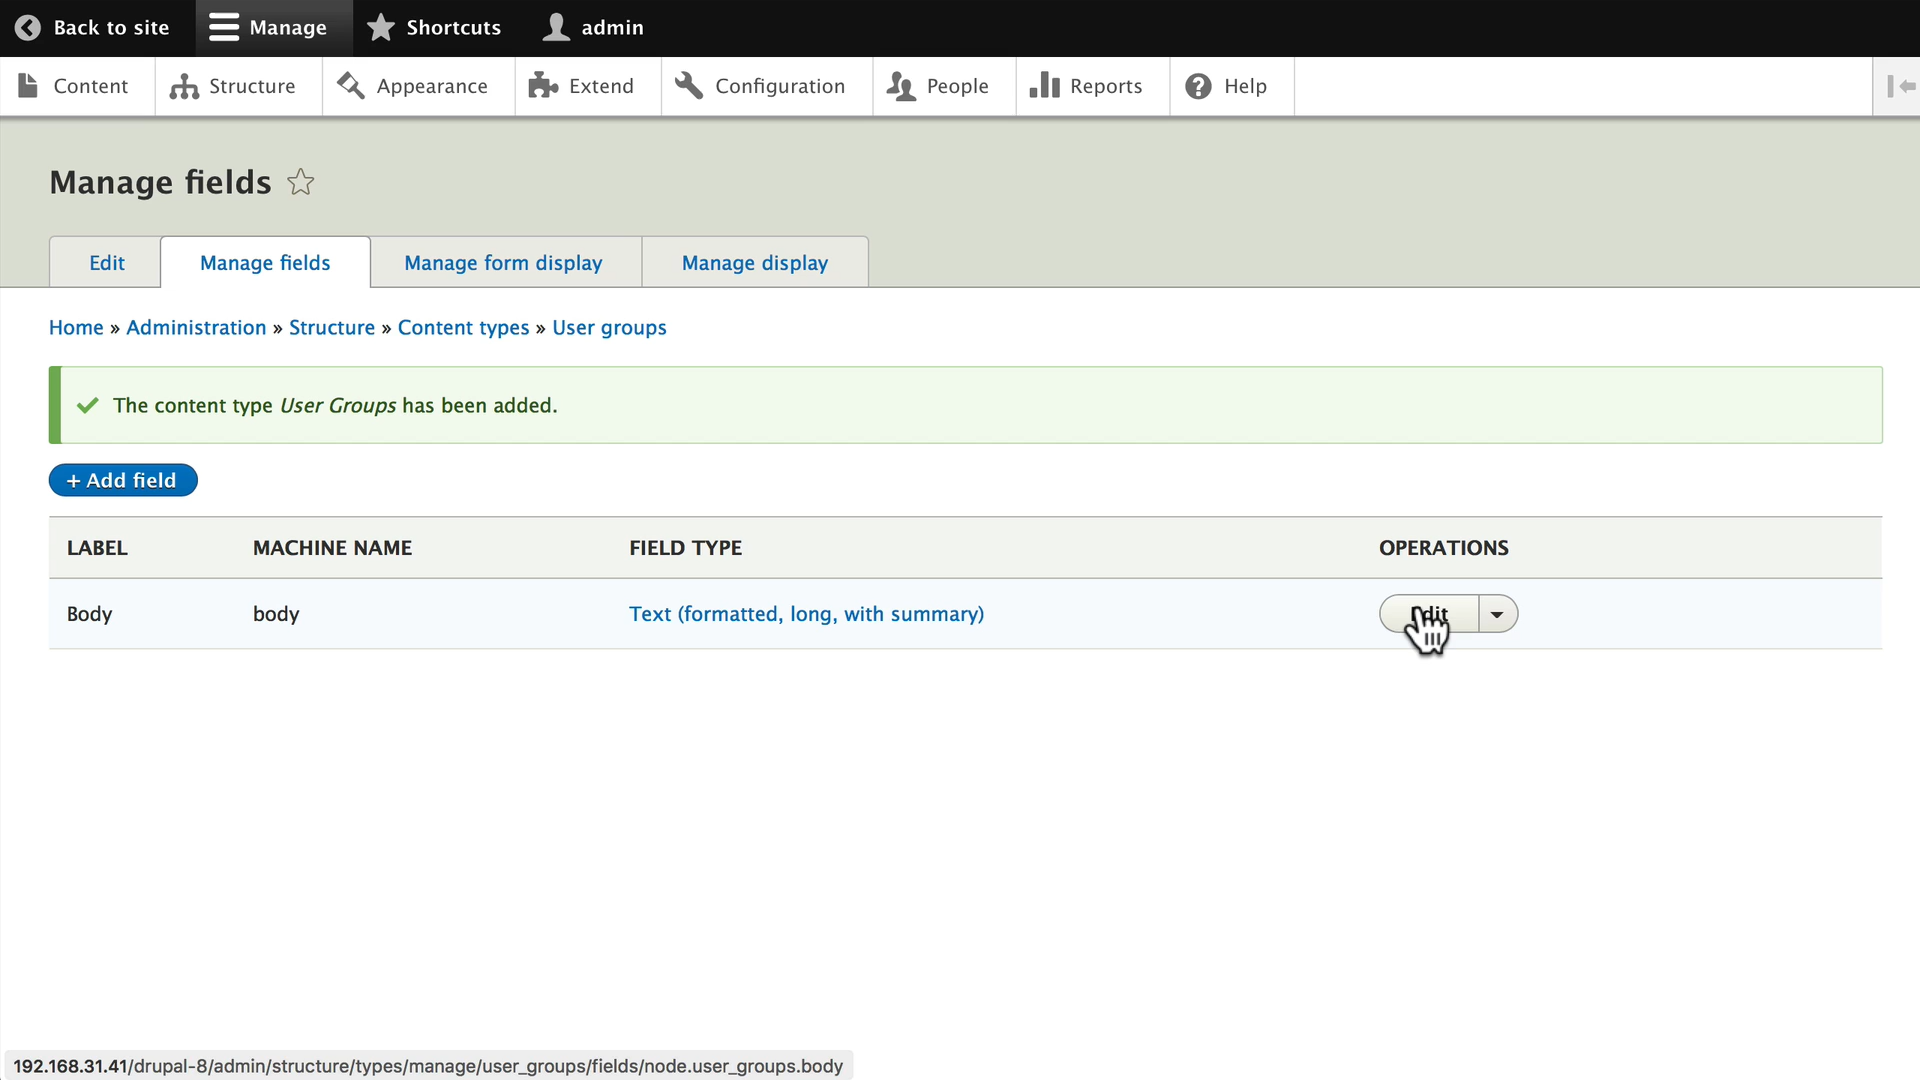 Back to site Manage Shortcuts admin
Content Structure Appearance Extend Configuration People Reports Help
Manage fields
Edit Manage fields Manage form display Manage display
Home » Administration » Structure » Content types » User groups
The content type User Groups has been added.
+ Add field
LABEL MACHINE NAME FIELD TYPE OPERATIONS
Body body Text (formatted, long, with summary) Edit
192.168.31.41/drupal-8/admin/structure/types/manage/user_groups/fields/node.user_groups.body